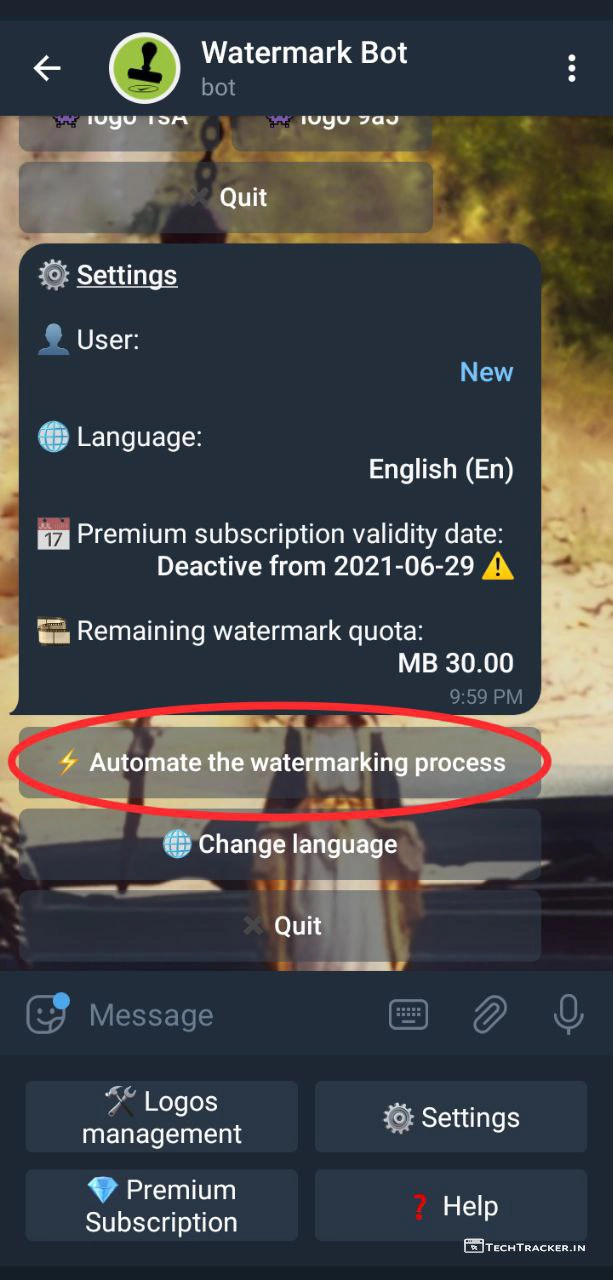 Watermark Bot
bot
logo 1sA
logo 9a5
Quit
Settings
User:
New
Language:
English (En)
JUL
17
Premium subscription validity date:
Deactive from 2021-06-29
Remaining watermark quota:
MB 30.00
9:59 PM
Automate the watermarking process
Change language
Quit
Message
Logos
management
Settings
Premium
Subscription
Help
TECHTRACKER.IN